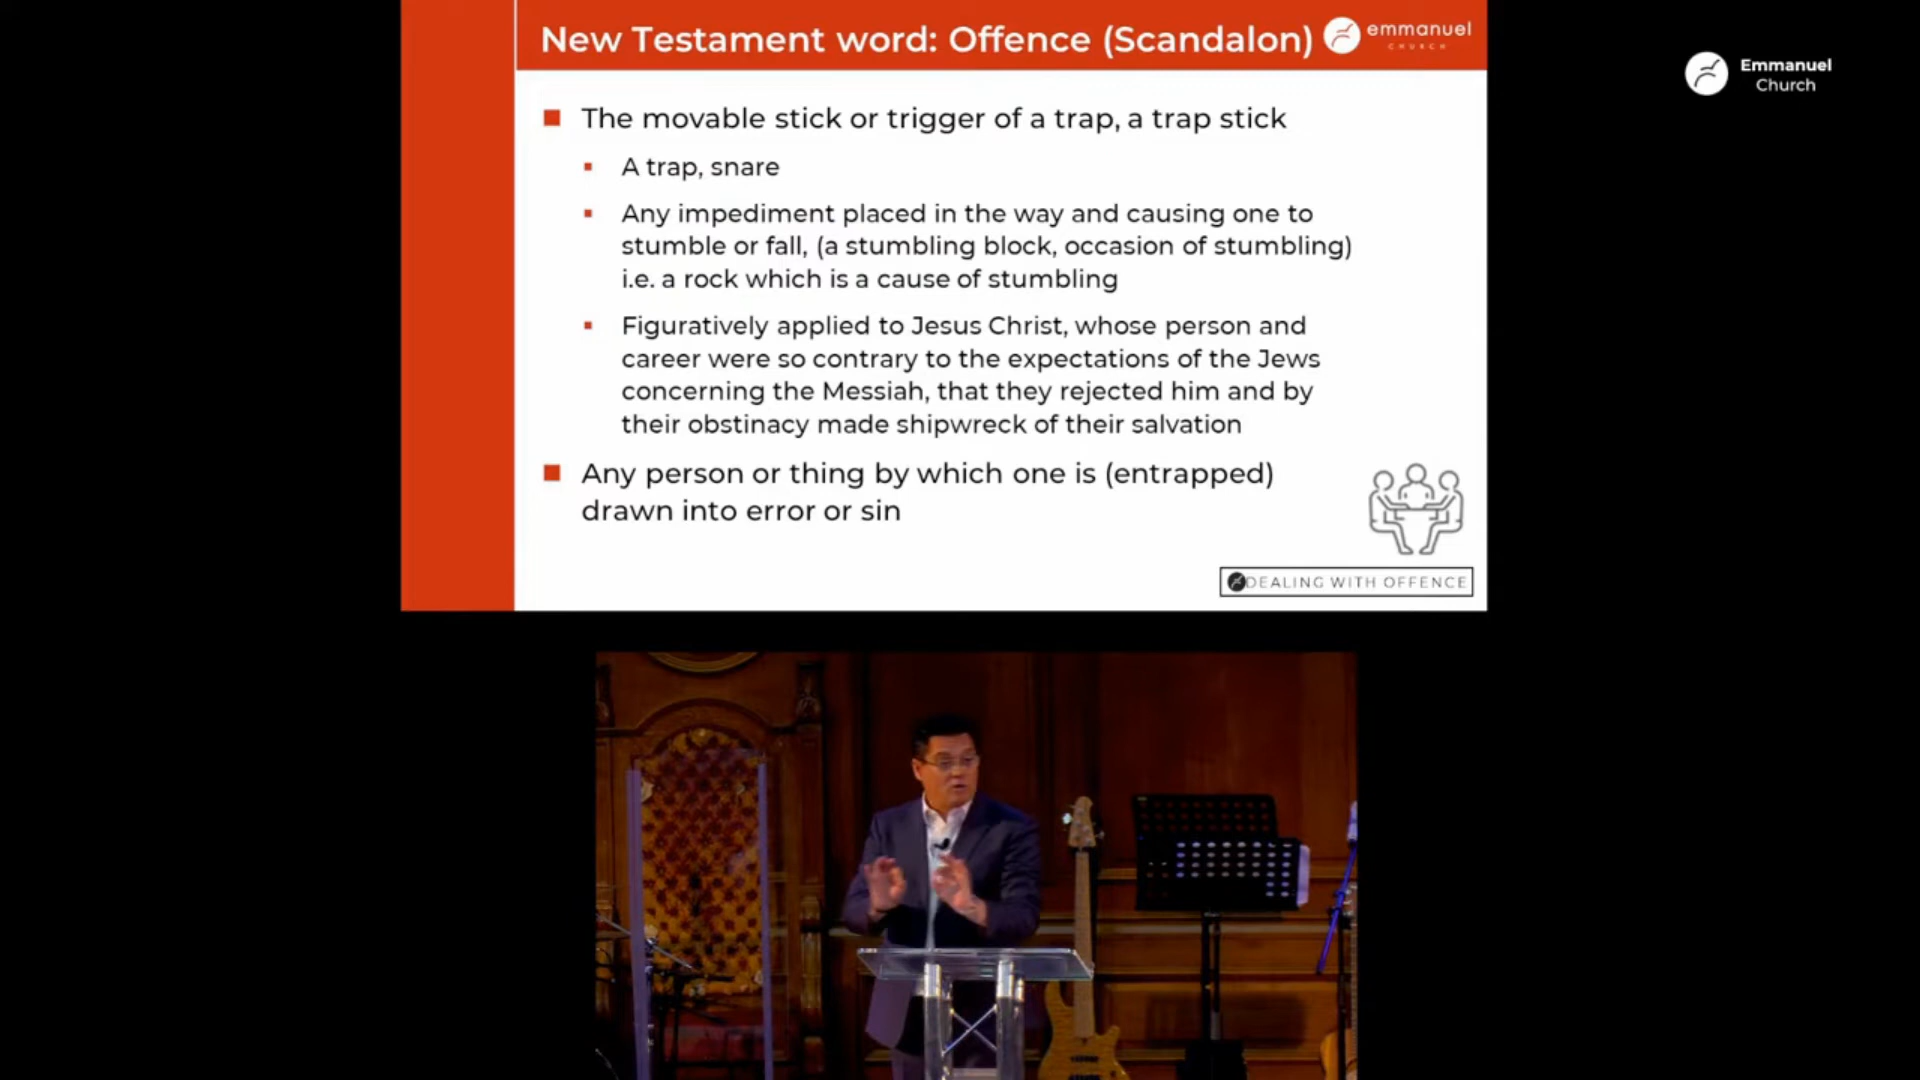 New Testament word: Offence (Scandalon)
emmanuel
CHURCH
Emmanuel
Church
The movable stick or trigger of a trap, a trap stick
A trap, snare
Any impediment placed in the way and causing one to
stumble or fall, (a stumbling block, occasion of stumbling)
i.e. a rock which is a cause of stumbling
Figuratively applied to Jesus Christ, whose person and
career were so contrary to the expectations of the Jews
concerning the Messiah, that they rejected him and by
their obstinacy made shipwreck of their salvation
Any person or thing by which one is (entrapped)
drawn into error or sin
DEALING WITH OFFENCE